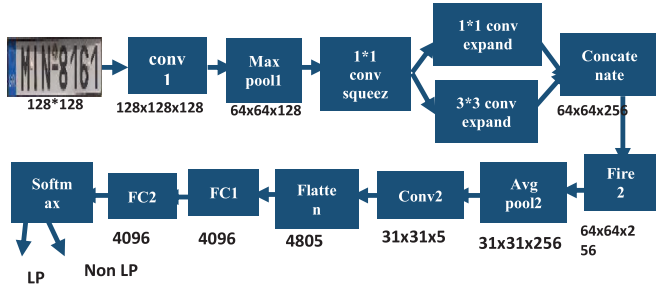 MIN 8161
128*128
conv
1
128x128x128
Max
pool1
64x64x128
1*1
conv
squeez
1*1 conv
expand
3*3 conv
expand
Concate
nate
64x64x256
Fire
2
64x64x2
56
Avg
pool2
31x31x256
Conv2
31x31x5
Flatte
n
4805
FC1
4096
FC2
4096
Softm
ax
LP
Non LP